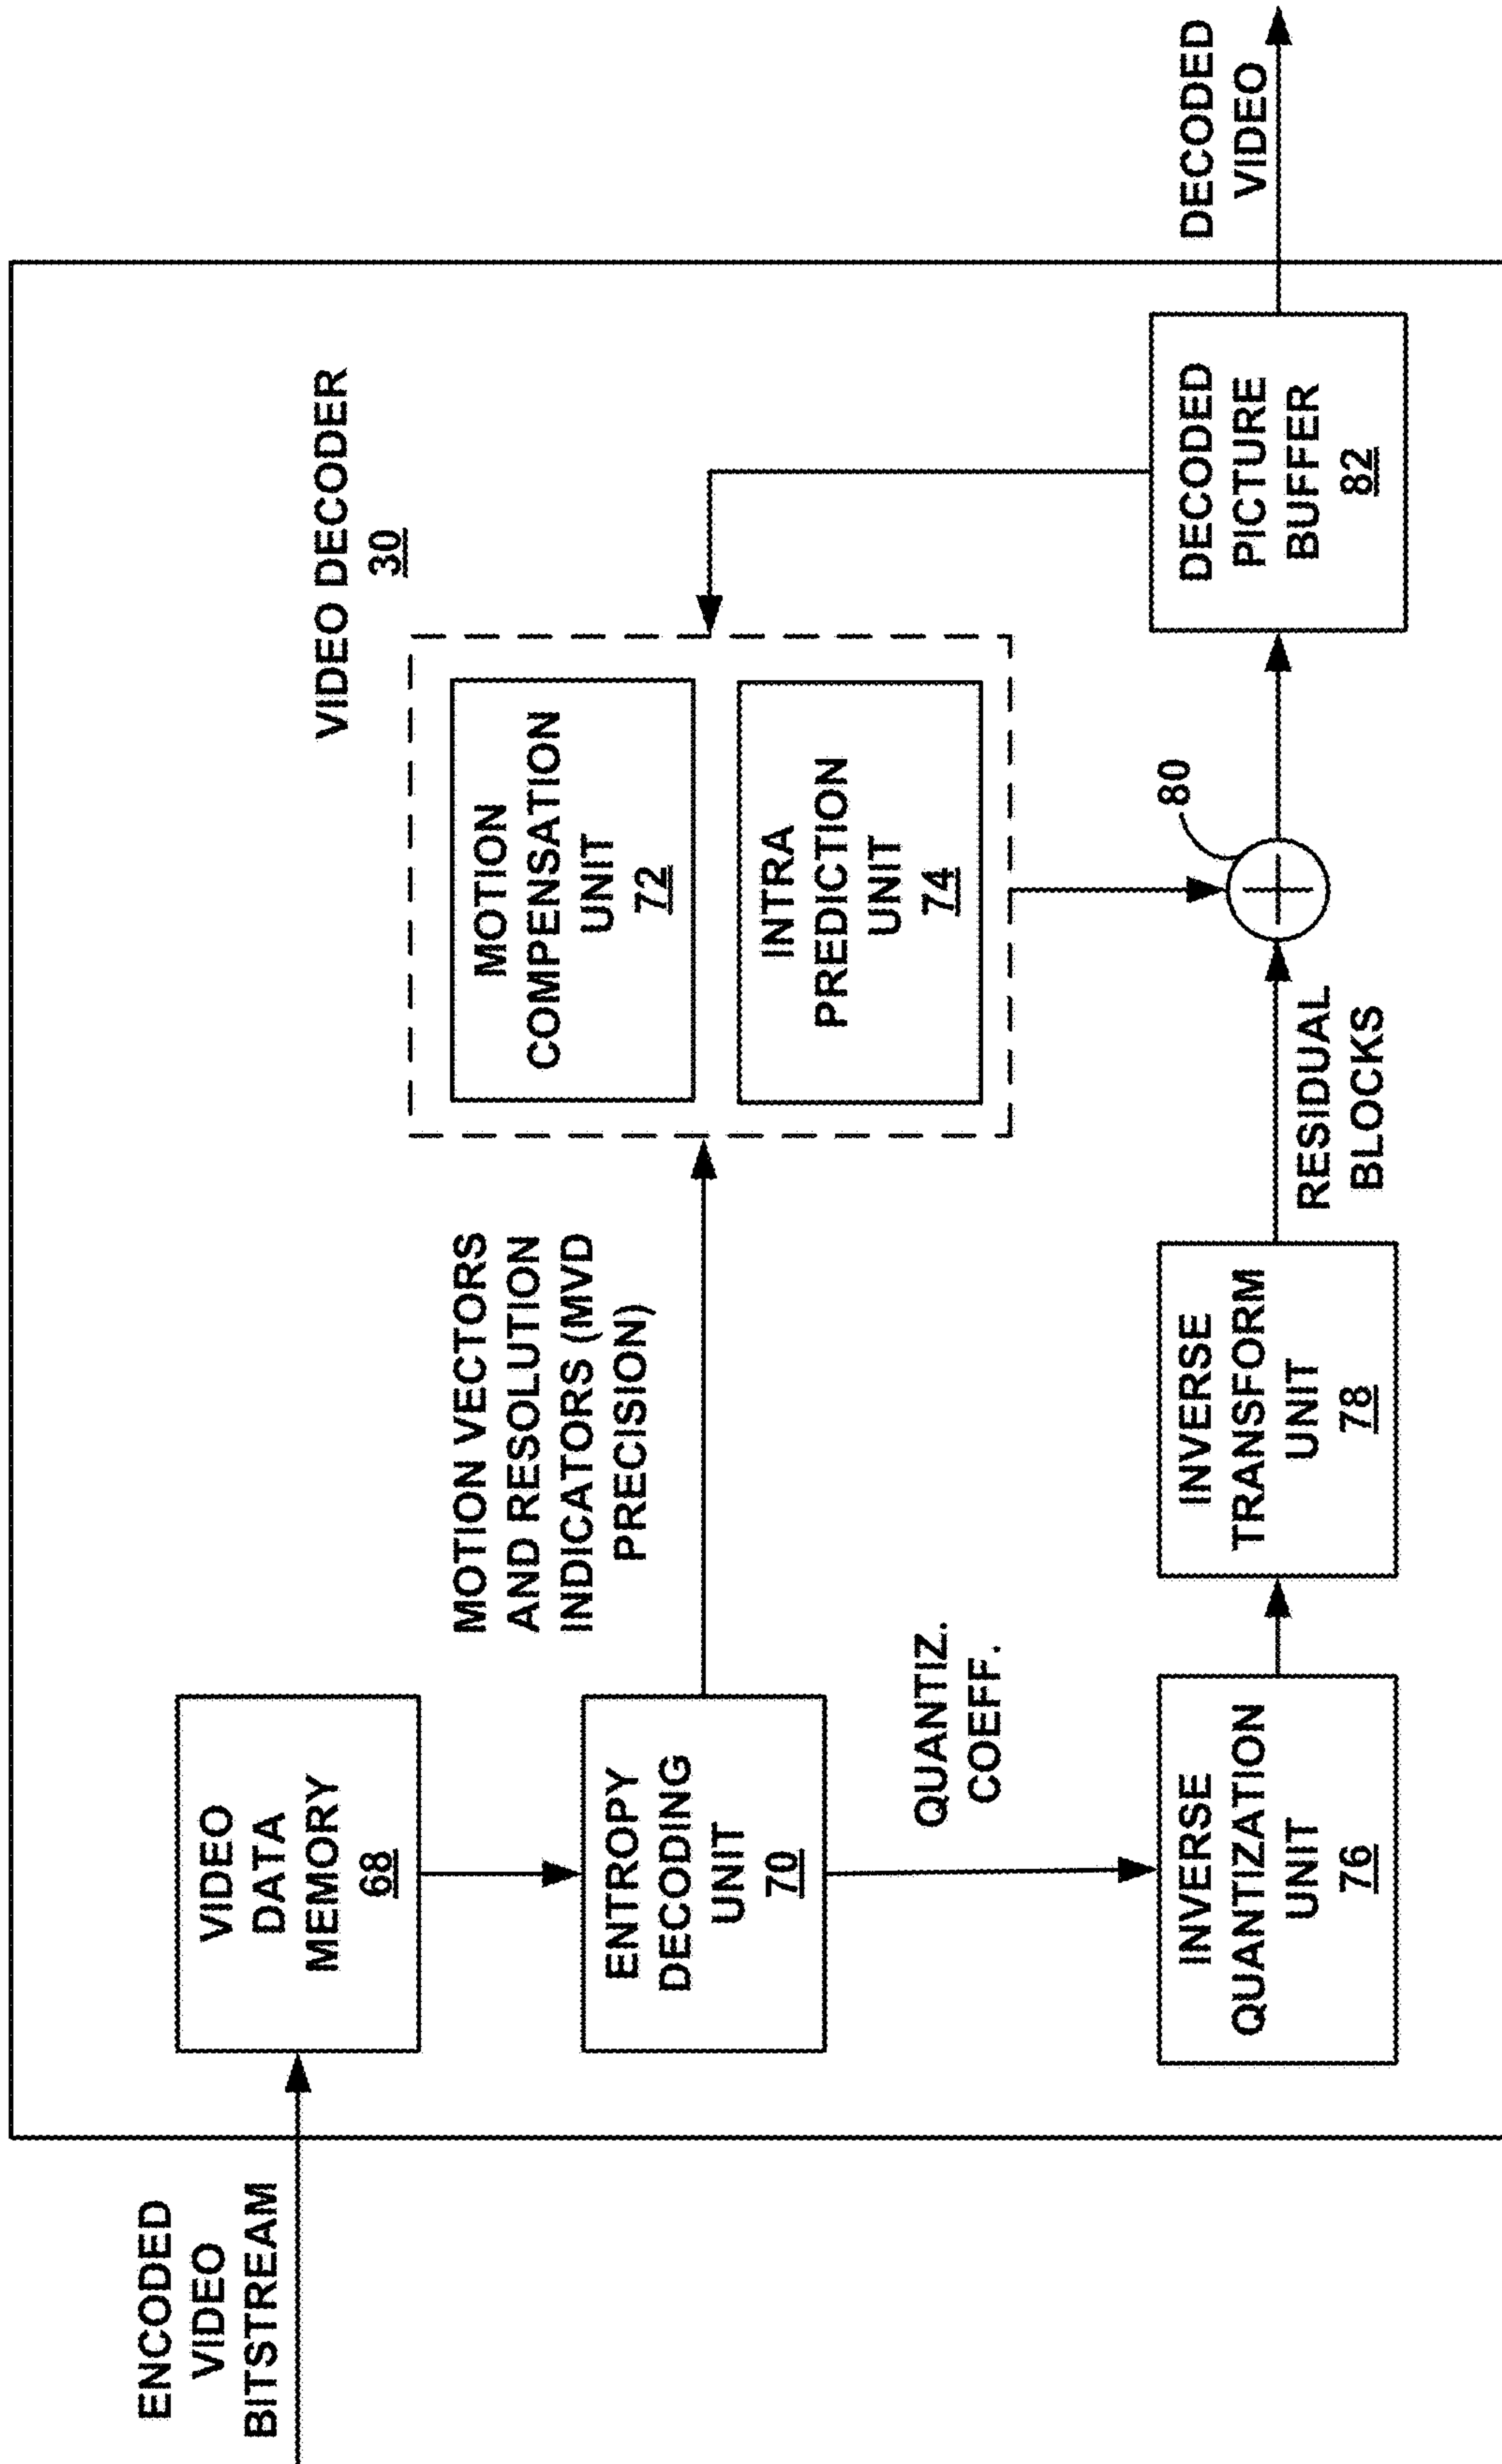 VIDEO DECODER
30
ENCODED
VIDEO
BITSTREAM
VIDEO
DATA
MEMORY
68
ENTROPY
DECODING
UNIT
70
MOTION VECTORS
AND RESOLUTION
INDICATORS (MVD
PRECISION)
MOTION
COMPENSATION
UNIT
72
INTRA
PREDICTION
UNIT
74
QUANTIZ.
COEFF.
INVERSE
QUANTIZATION
UNIT
76
INVERSE
TRANSFORM
UNIT
78
RESIDUAL
BLOCKS
80
DECODED
PICTURE
BUFFER
82
DECODED
VIDEO